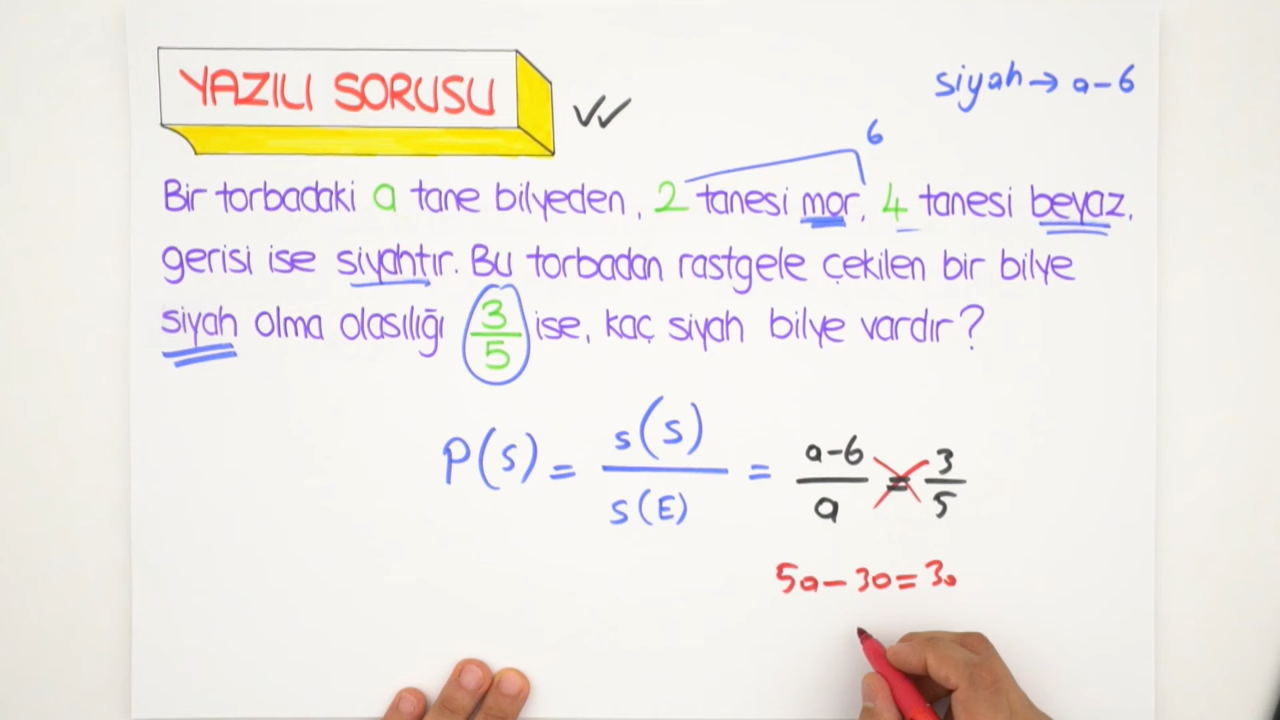 YAZILI SORUSU
siyah → a-6
6
Bir torbadaki a tane bilyeden, 2 tanesi mor, 4 tanesi beyaz,
gerisi ise siyahtır. Bu torbadan rastgele çekilen bir bilye
siyah olma olasılığı 3/5 ise, kaç siyah bilye vardır?
P(s) = s(s)/s(E) = a-6/a = 3/5
5a-30=3a